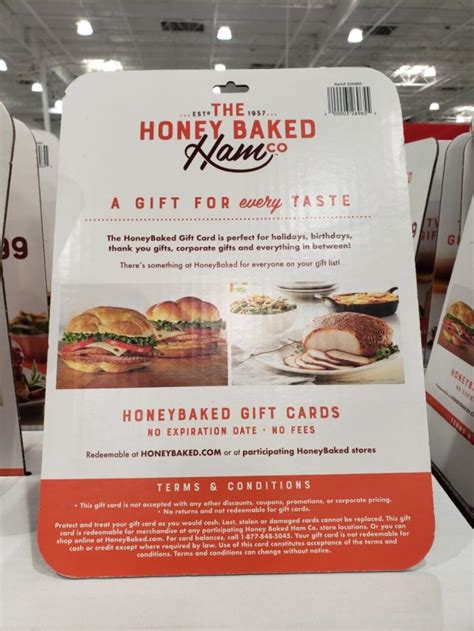 THE
ESTD 1957
HONEY BAKED
Ham CO
A GIFT FOR every TASTE
The HoneyBaked Gift Card is perfect for holidays, birthdays,
thank you gifts, corporate gifts and everything in between!
There's something at HoneyBaked for everyone on your gift list!
HONEYBAKED GIFT CARDS
NO EXPIRATION DATE · NO FEES
Redeemable at HONEYBAKED.COM or at participating HoneyBaked stores
TERMS & CONDITIONS
• This gift card is not accepted with any other discounts, coupons, promotions, or corporate pricing.
• No returns and not redeemable for gift cards.
Protect and treat your gift card as you would cash. Lost, stolen or damaged cards cannot be replaced. This gift
card is redeemable for merchandise at any participating Honey Baked Ham Co. store locations. Or you can
shop online at HoneyBaked.com. For card balances, call 1-877-848-5045. Your gift card is not redeemable for
cash or credit except where required by law. Use of this card constitutes acceptance of the terms and
conditions. Terms and conditions can change without notice.
99
HONEY